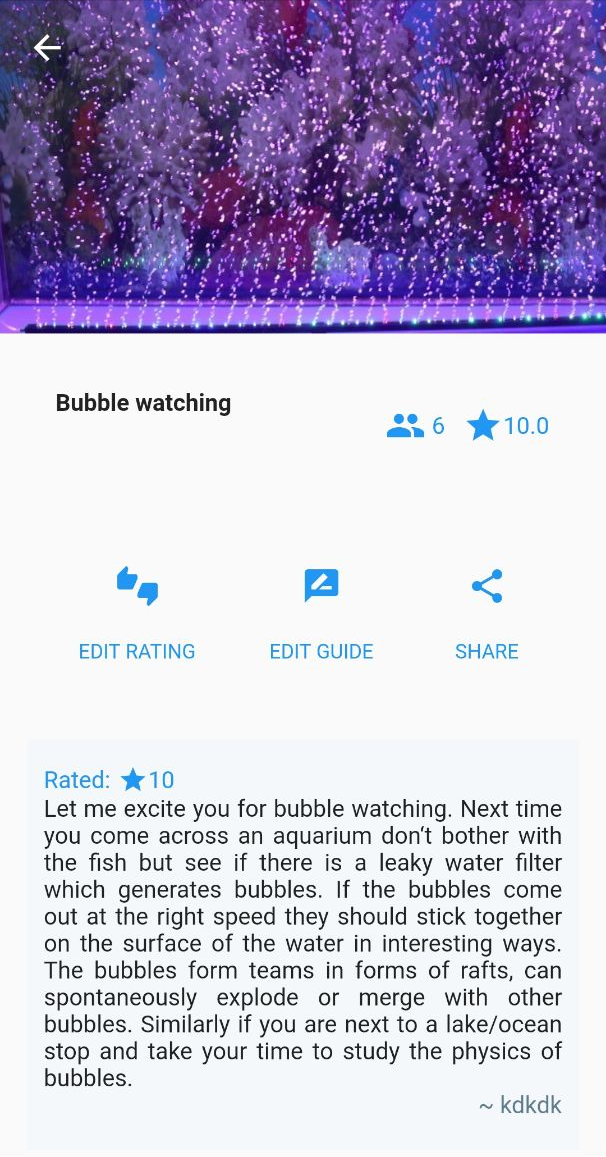 Bubble watching
6 10.0
EDIT RATING EDIT GUIDE SHARE
Rated: 10
Let me excite you for bubble watching. Next time
you come across an aquarium don‘t bother with
the fish but see if there is a leaky water filter
which generates bubbles. If the bubbles come
out at the right speed they should stick together
on the surface of the water in interesting ways.
The bubbles form teams in forms of rafts, can
spontaneously explode or merge with other
bubbles. Similarly if you are next to a lake/ocean
stop and take your time to study the physics of
bubbles.
~ kdkdk